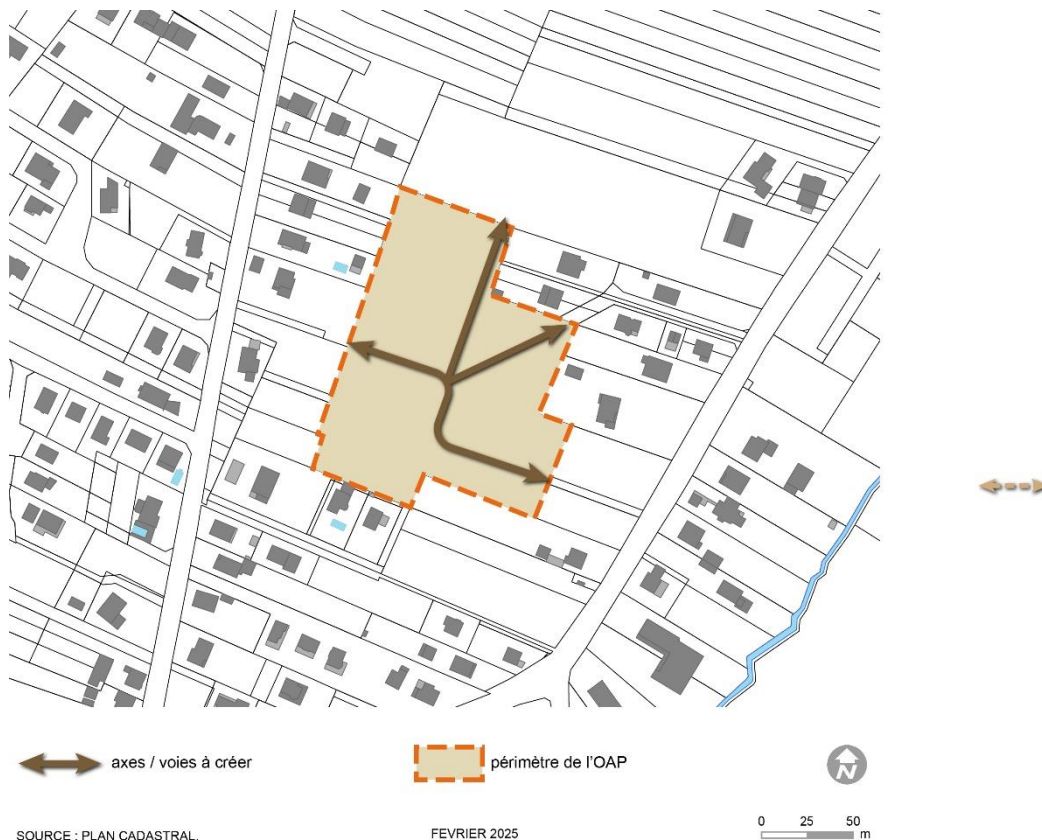 axes / voies à créer
périmètre de l'OAP
N
SOURCE : PLAN CADASTRAL.
FEVRIER 2025
0 25 50
m